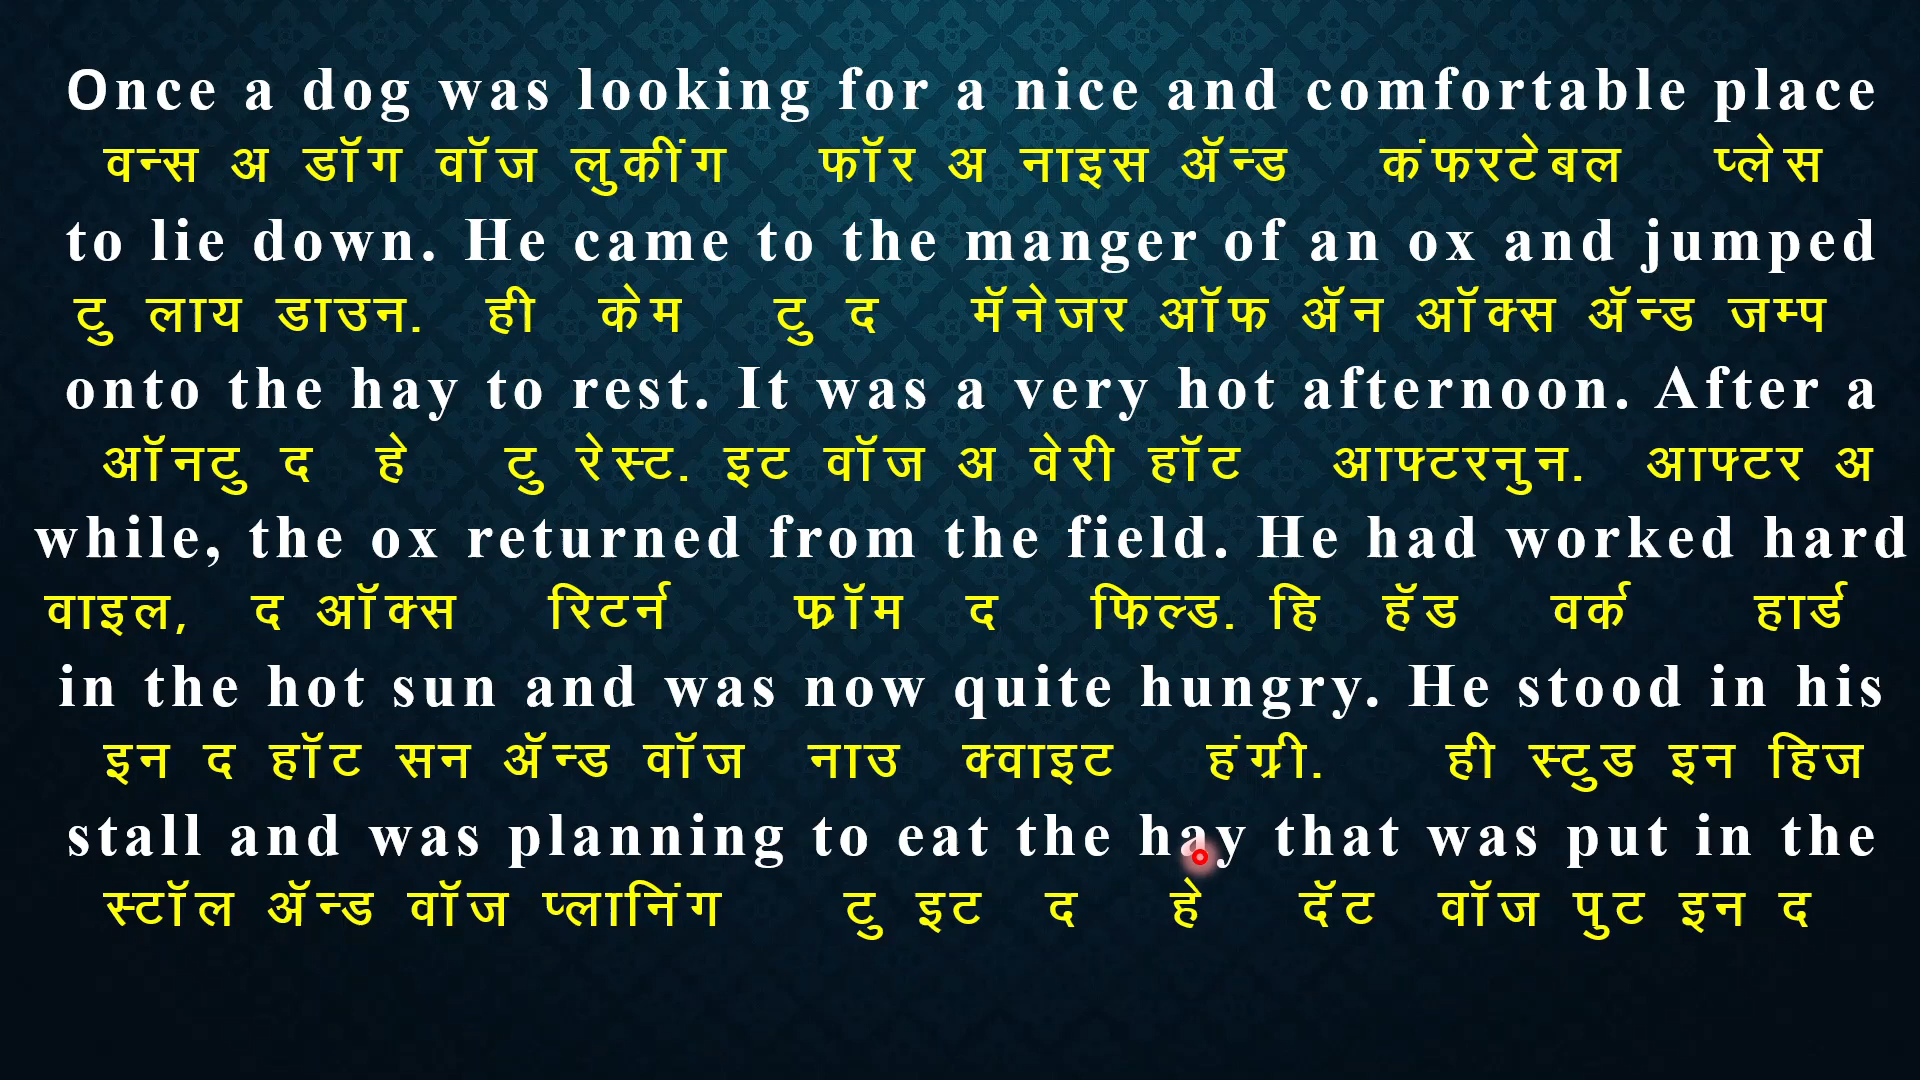 Once a dog was looking for a nice and comfortable place
वन्स अ डॉग वॉज लुकींग फॉर अ नाइस ॲन्ड कंफरटेबल प्लेस
to lie down. He came to the manger of an ox and jumped
टु लाय डाउन. ही केम टु द मॅनेजर ऑफ ॲन ऑक्स ॲन्ड जम्प
onto the hay to rest. It was a very hot afternoon. After a
ऑनटु द हे टु रेस्ट. इट वॉज अ वेरी हॉट आफ्टरनुन. आफ्टर अ
while, the ox returned from the field. He had worked hard
वाइल, द ऑक्स रिटर्न फ्रॉम द फिल्ड. हि हॅड वर्क हार्ड
in the hot sun and was now quite hungry. He stood in his
इन द हॉट सन ॲन्ड वॉज नाउ क्वाइट हंग्री. ही स्टुड इन हिज
stall and was planning to eat the hay that was put in the
स्टॉल ॲन्ड वॉज प्लानिंग टु इट द हे दॅट वॉज पुट इन द